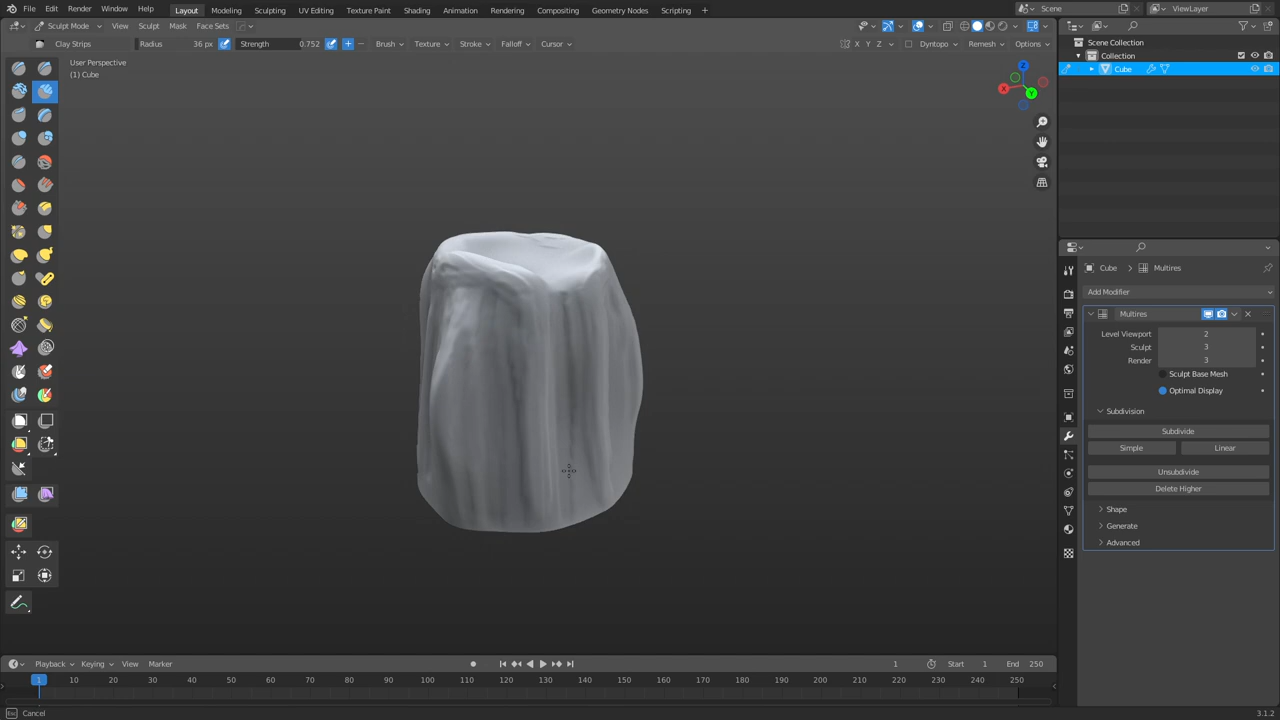 File Edit Render Window Help Layout Modeling Sculpting UV Editing Texture Paint Shading Animation Rendering Compositing Geometry Nodes Scripting + Scene ViewLayer
Sculpt Mode View Sculpt Mask Face Sets
Clay Strips Radius 36 px Strength 0.752 + − Brush Texture Stroke Falloff Cursor X Y Z Dyntopo Remesh Options
User Perspective
(1) Cube
Z
X
Y
Scene Collection
Collection
Cube
Cube Multires
Add Modifier
Multires
Level Viewport 2
Sculpt 3
Render 3
Sculpt Base Mesh
Optimal Display
Subdivision
Subdivide
Simple Linear
Unsubdivide
Delete Higher
Shape
Generate
Advanced
Playback Keying View Marker 1 Start 1 End 250
1 10 20 30 40 50 60 70 80 90 100 110 120 130 140 150 160 170 180 190 200 210 220 230 240 250
Esc Cancel 3.1.2